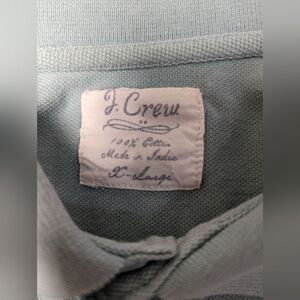 J. Crew
100% Cotton
Made in India
X-Large